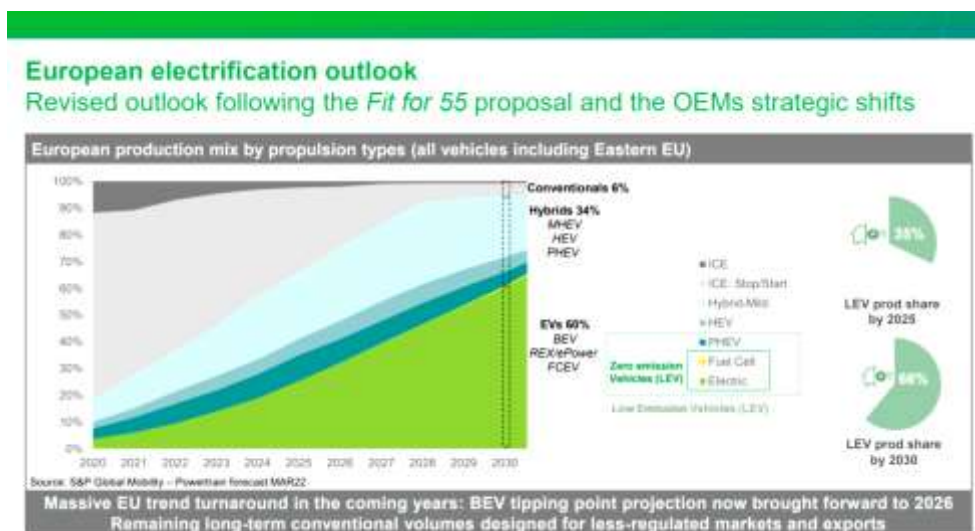 European electrification outlook
Revised outlook following the Fit for 55 proposal and the OEMs strategic shifts
European production mix by propulsion types (all vehicles including Eastern EU)
100%
90%
80%
70%
60%
50%
40%
30%
20%
10%
0%
2020 2021 2022 2023 2024 2025 2026 2027 2028 2029 2030
Conventionals 6%
Hybrids 34%
MHEV
HEV
PHEV
EVs 60%
BEV
REX/ePower
FCEV
ICE
ICE: Stop/Start
Hybrid-Mild
HEV
PHEV
Fuel Cell
Electric
Zero emission
Vehicles (LEV)
Low Emission Vehicles (LEV)
LEV prod share
by 2025
LEV prod share
by 2030
Source: S&P Global Mobility – Powertrain forecast MAR22
Massive EU trend turnaround in the coming years: BEV tipping point projection now brought forward to 2026
Remaining long-term conventional volumes designed for less-regulated markets and exports